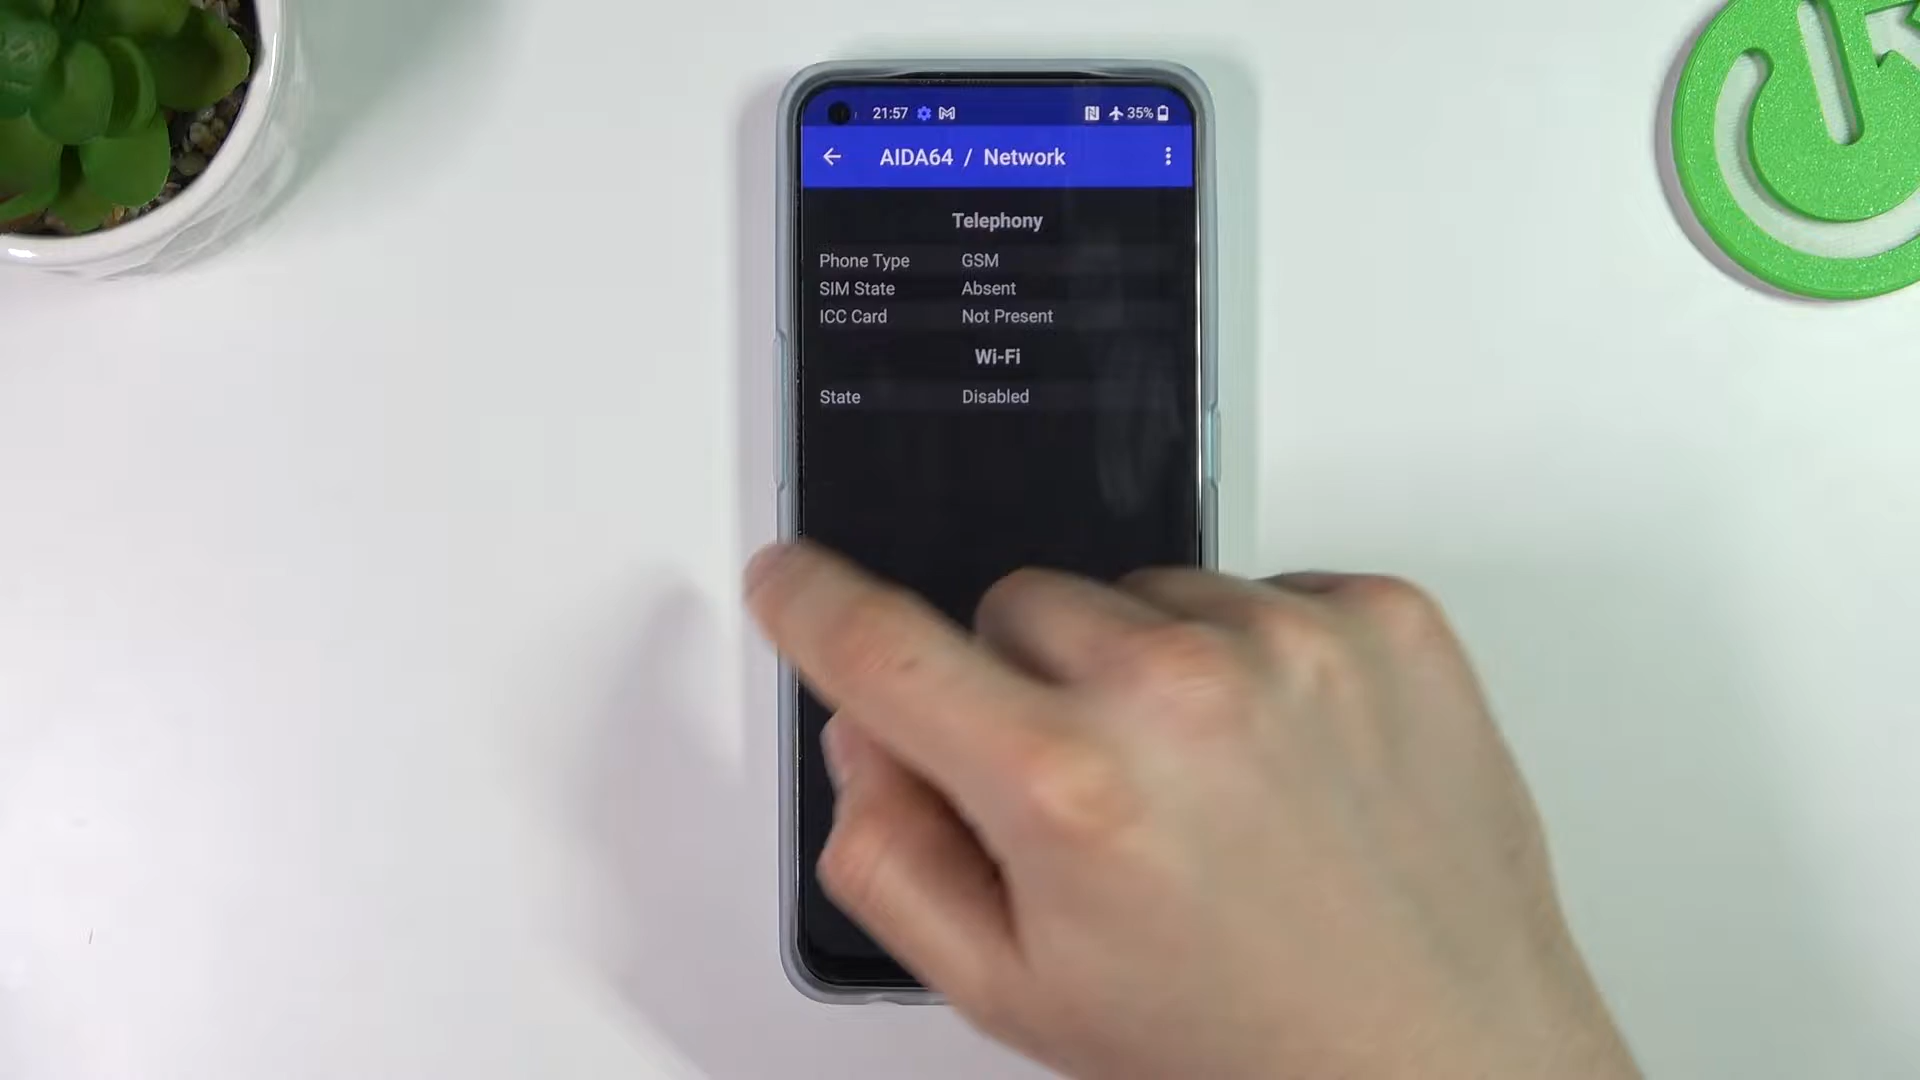 21:57 35%
AIDA64 / Network
Telephony
Phone Type GSM
SIM State Absent
ICC Card Not Present
Wi-Fi
State Disabled